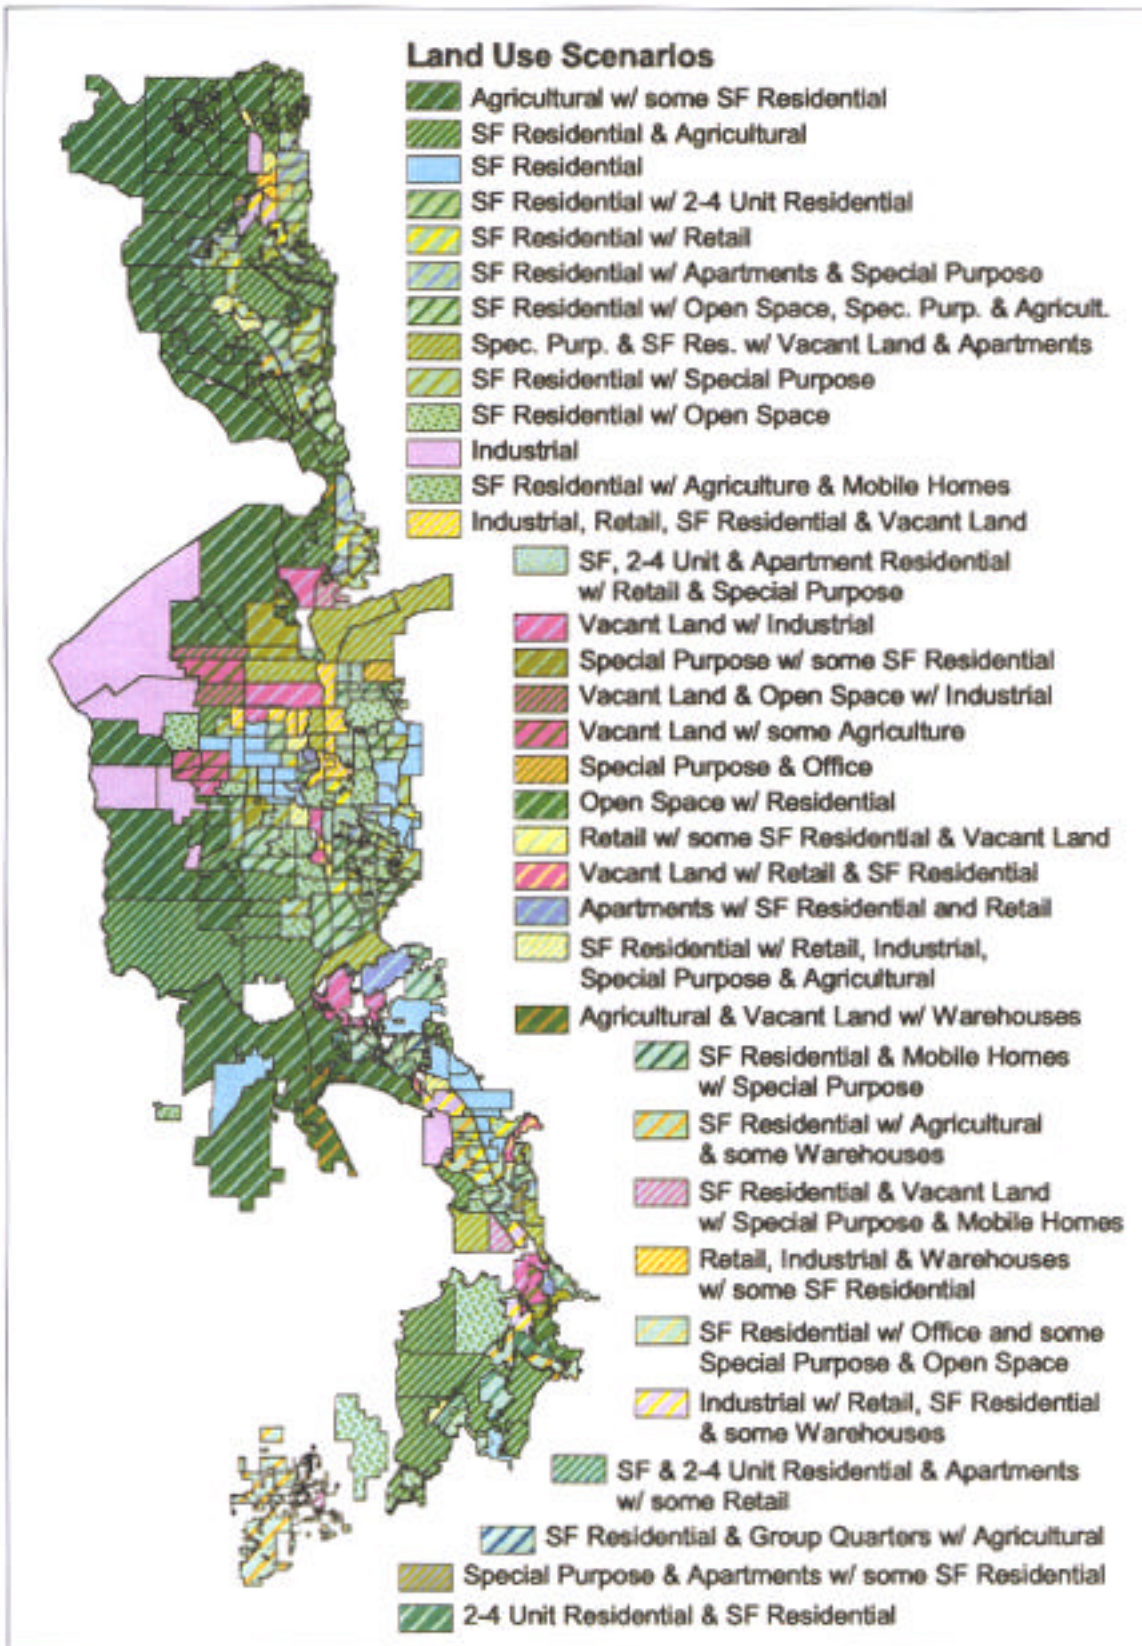 Land Use Scenarios
Agricultural w/ some SF Residential
SF Residential & Agricultural
SF Residential
SF Residential w/ 2-4 Unit Residential
SF Residential w/ Retail
SF Residential w/ Apartments & Special Purpose
SF Residential w/ Open Space, Spec. Purp. & Agricult.
Spec. Purp. & SF Res. w/ Vacant Land & Apartments
SF Residential w/ Special Purpose
SF Residential w/ Open Space
Industrial
SF Residential w/ Agriculture & Mobile Homes
Industrial, Retail, SF Residential & Vacant Land
SF, 2-4 Unit & Apartment Residential
w/ Retail & Special Purpose
Vacant Land w/ Industrial
Special Purpose w/ some SF Residential
Vacant Land & Open Space w/ Industrial
Vacant Land w/ some Agriculture
Special Purpose & Office
Open Space w/ Residential
Retail w/ some SF Residential & Vacant Land
Vacant Land w/ Retail & SF Residential
Apartments w/ SF Residential and Retail
SF Residential w/ Retail, Industrial,
Special Purpose & Agricultural
Agricultural & Vacant Land w/ Warehouses
SF Residential & Mobile Homes
w/ Special Purpose
SF Residential w/ Agricultural
& some Warehouses
SF Residential & Vacant Land
w/ Special Purpose & Mobile Homes
Retail, Industrial & Warehouses
w/ some SF Residential
SF Residential w/ Office and some
Special Purpose & Open Space
Industrial w/ Retail, SF Residential
& some Warehouses
SF & 2-4 Unit Residential & Apartments
w/ some Retail
SF Residential & Group Quarters w/ Agricultural
Special Purpose & Apartments w/ some SF Residential
2-4 Unit Residential & SF Residential